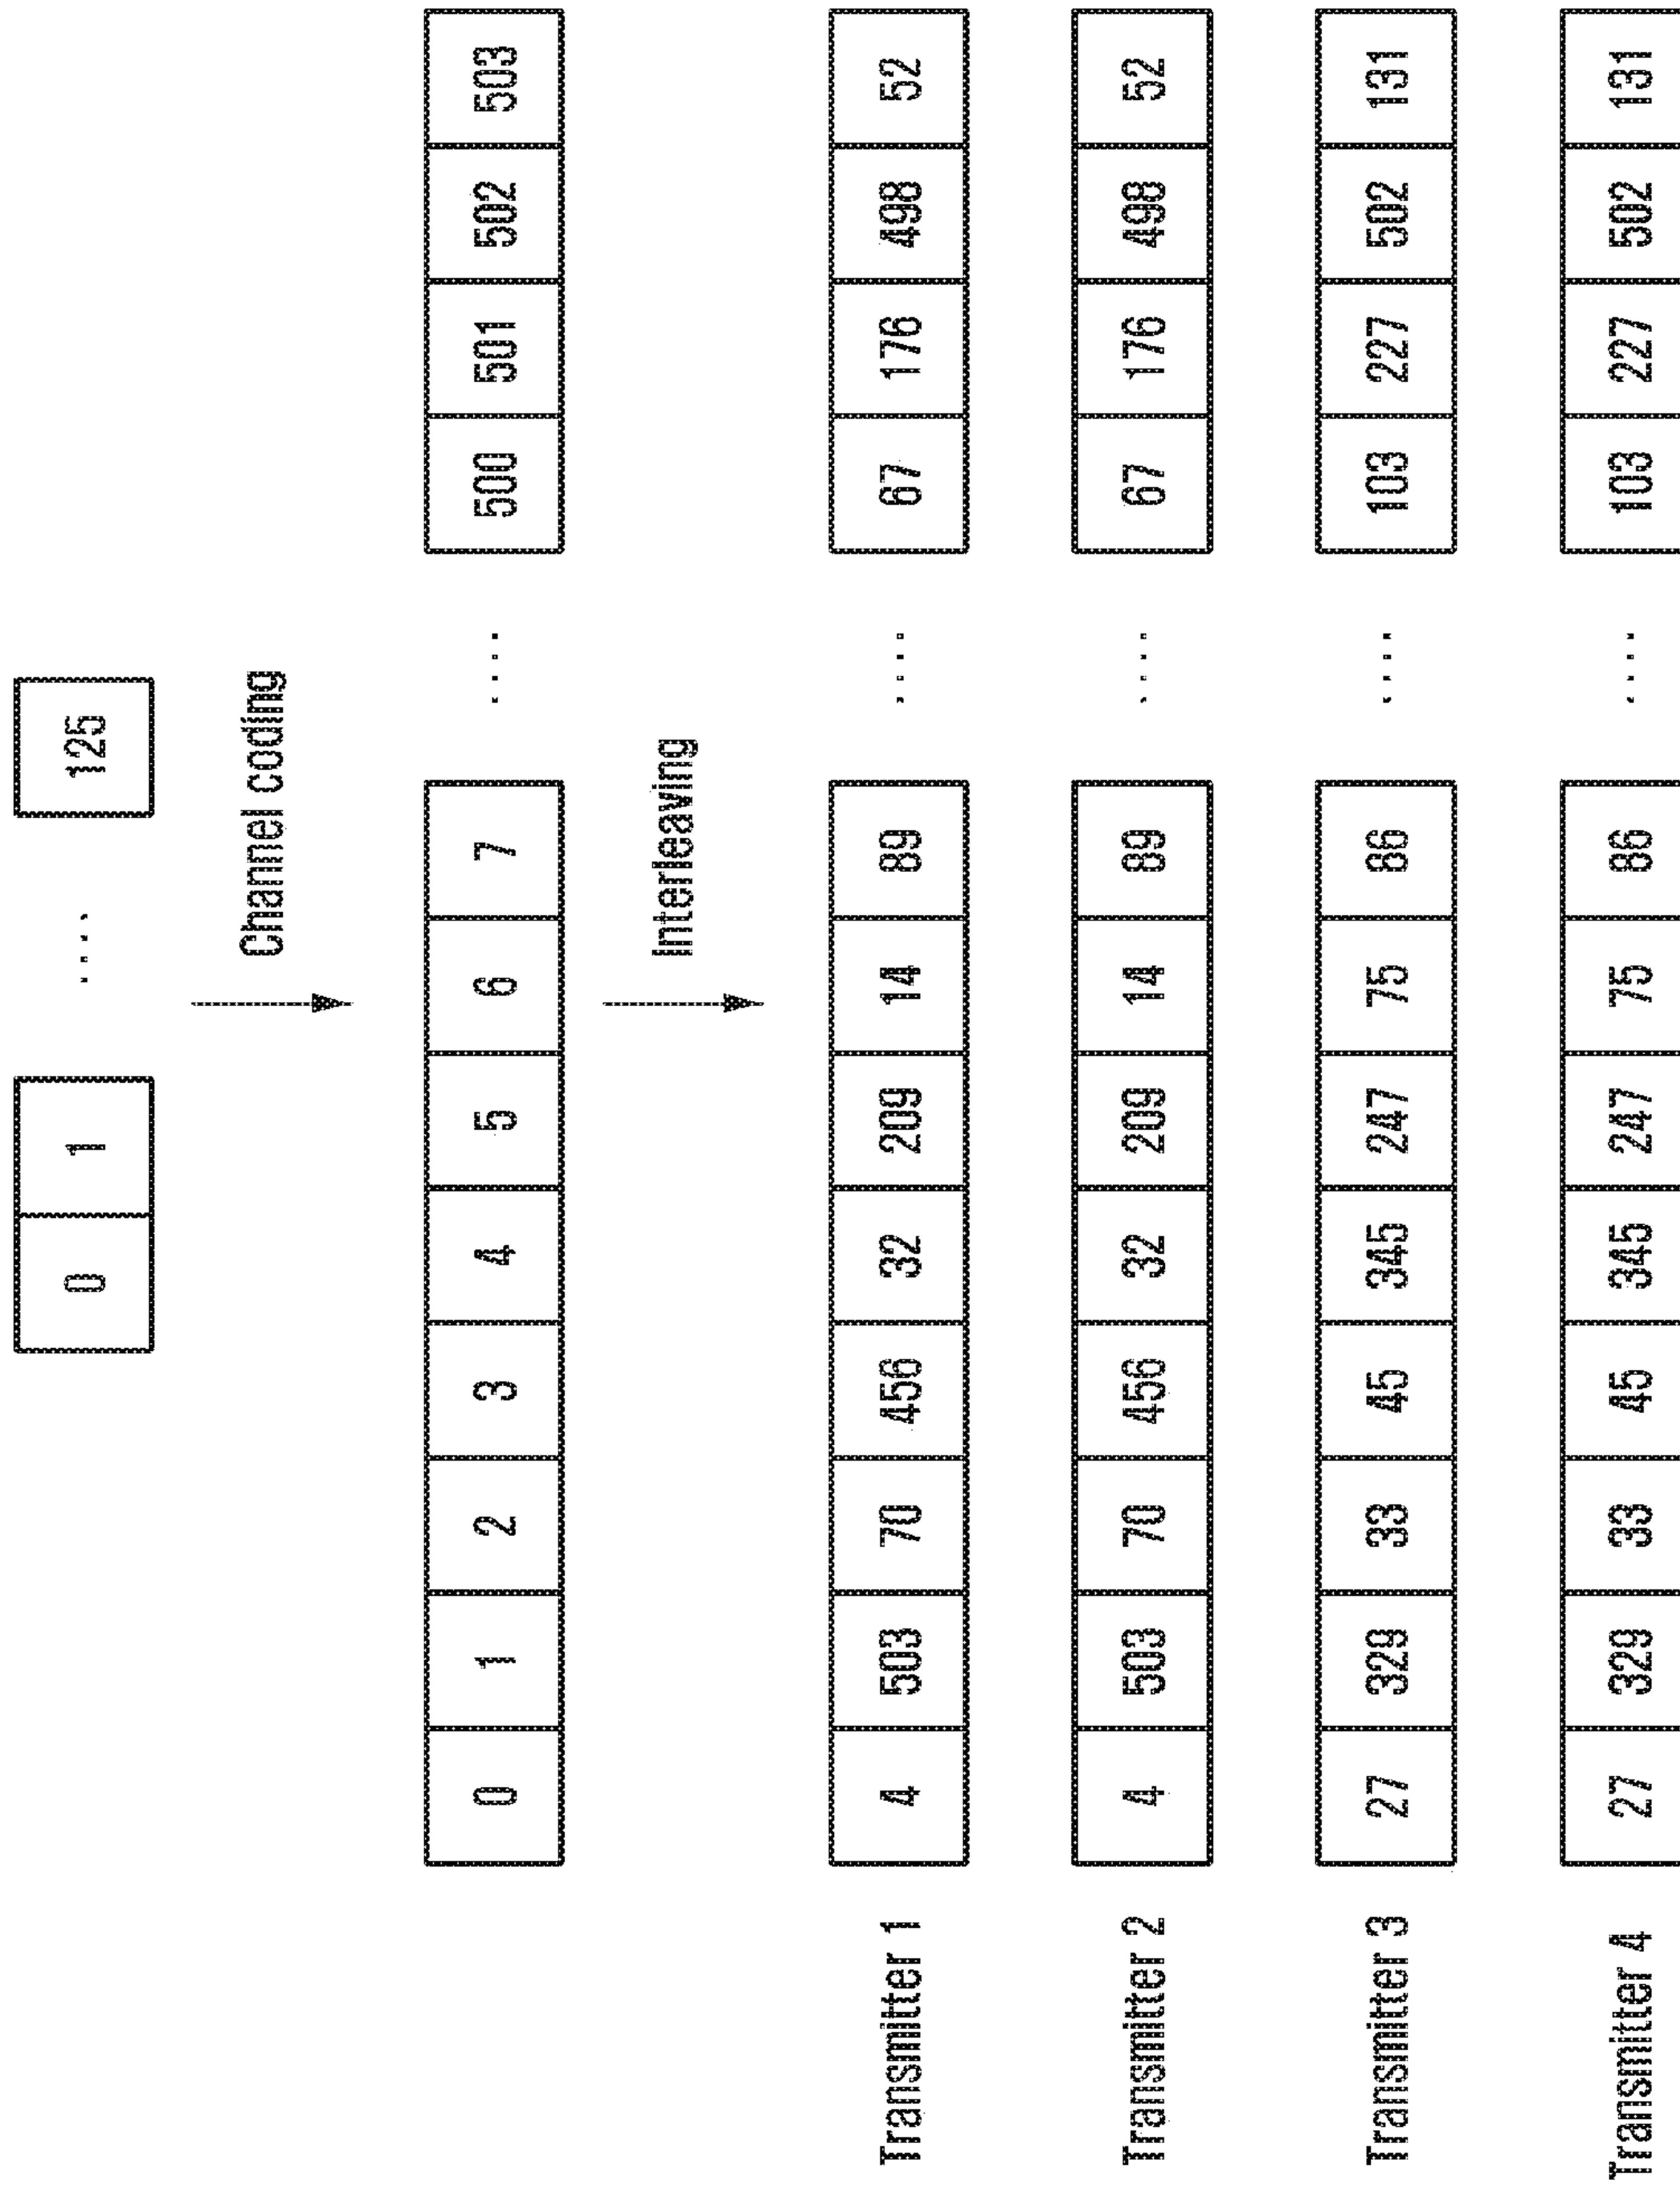 0 1 .... 125
Channel coding
0 1 2 3 4 5 6 7 .... 500 501 502 503
Interleaving
Transmitter 1 4 503 70 456 32 209 14 89 .... 67 176 498 52
Transmitter 2 4 503 70 456 32 209 14 89 .... 67 176 498 52
Transmitter 3 27 329 33 45 345 247 75 86 .... 103 227 502 131
Transmitter 4 27 329 33 45 345 247 75 86 .... 103 227 502 131